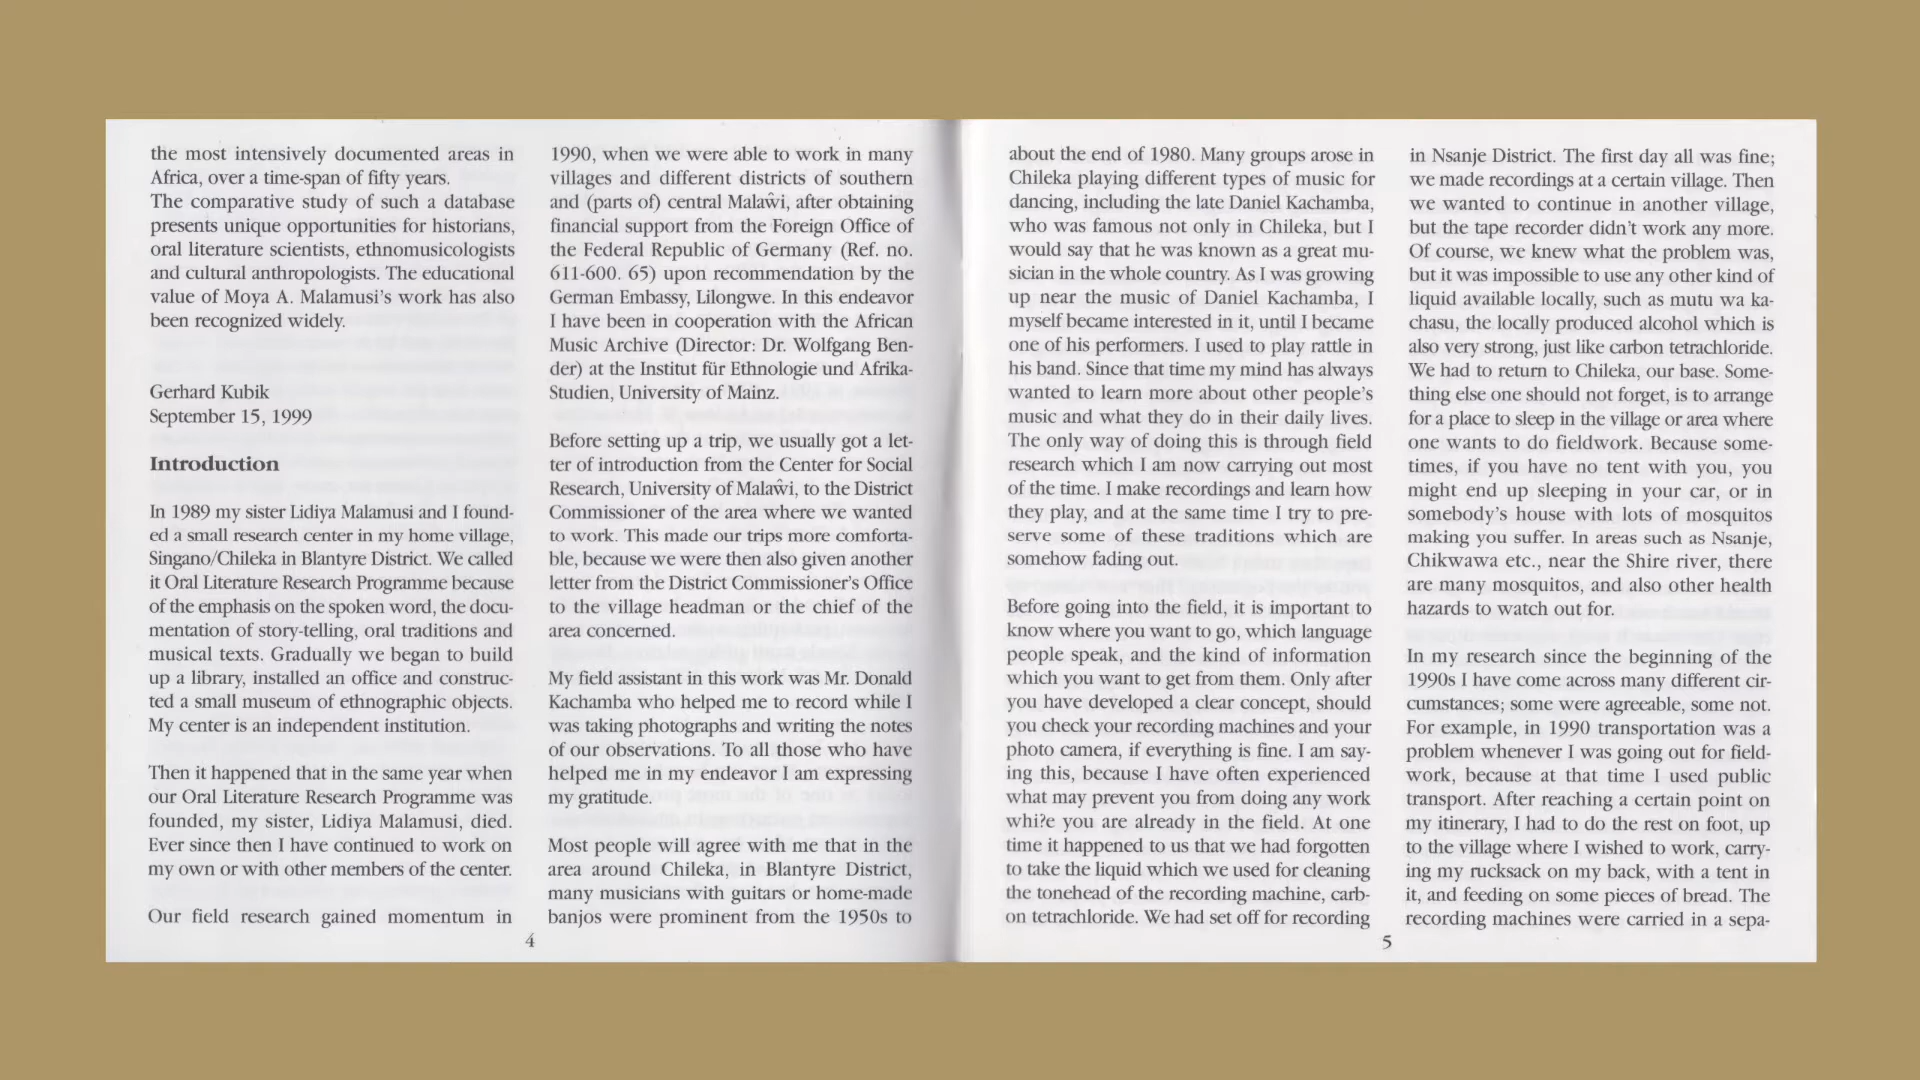 the most intensively documented areas in
Africa, over a time-span of fifty years.
The comparative study of such a database
presents unique opportunities for historians,
oral literature scientists, ethnomusicologists
and cultural anthropologists. The educational
value of Moya A. Malamusi's work has also
been recognized widely.
Gerhard Kubik
September 15, 1999
Introduction
In 1989 my sister Lidiya Malamusi and I found-
ed a small research center in my home village,
Singano/Chileka in Blantyre District. We called
it Oral Literature Research Programme because
of the emphasis on the spoken word, the docu-
mentation of story-telling, oral traditions and
musical texts. Gradually we began to build
up a library, installed an office and construc-
ted a small museum of ethnographic objects.
My center is an independent institution.
Then it happened that in the same year when
our Oral Literature Research Programme was
founded, my sister, Lidiya Malamusi, died.
Ever since then I have continued to work on
my own or with other members of the center.
Our field research gained momentum in
1990, when we were able to work in many
villages and different districts of southern
and (parts of) central Malaŵi, after obtaining
financial support from the Foreign Office of
the Federal Republic of Germany (Ref. no.
611-600. 65) upon recommendation by the
German Embassy, Lilongwe. In this endeavor
I have been in cooperation with the African
Music Archive (Director: Dr. Wolfgang Ben-
der) at the Institut für Ethnologie und Afrika-
Studien, University of Mainz.
Before setting up a trip, we usually got a let-
ter of introduction from the Center for Social
Research, University of Malaŵi, to the District
Commissioner of the area where we wanted
to work. This made our trips more comforta-
ble, because we were then also given another
letter from the District Commissioner's Office
to the village headman or the chief of the
area concerned.
My field assistant in this work was Mr. Donald
Kachamba who helped me to record while I
was taking photographs and writing the notes
of our observations. To all those who have
helped me in my endeavor I am expressing
my gratitude.
Most people will agree with me that in the
area around Chileka, in Blantyre District,
many musicians with guitars or home-made
banjos were prominent from the 1950s to
4
about the end of 1980. Many groups arose in
Chileka playing different types of music for
dancing, including the late Daniel Kachamba,
who was famous not only in Chileka, but I
would say that he was known as a great mu-
sician in the whole country. As I was growing
up near the music of Daniel Kachamba, I
myself became interested in it, until I became
one of his performers. I used to play rattle in
his band. Since that time my mind has always
wanted to learn more about other people's
music and what they do in their daily lives.
The only way of doing this is through field
research which I am now carrying out most
of the time. I make recordings and learn how
they play, and at the same time I try to pre-
serve some of these traditions which are
somehow fading out.
Before going into the field, it is important to
know where you want to go, which language
people speak, and the kind of information
which you want to get from them. Only after
you have developed a clear concept, should
you check your recording machines and your
photo camera, if everything is fine. I am say-
ing this, because I have often experienced
what may prevent you from doing any work
whi?e you are already in the field. At one
time it happened to us that we had forgotten
to take the liquid which we used for cleaning
the tonehead of the recording machine, carb-
on tetrachloride. We had set off for recording
in Nsanje District. The first day all was fine;
we made recordings at a certain village. Then
we wanted to continue in another village,
but the tape recorder didn't work any more.
Of course, we knew what the problem was,
but it was impossible to use any other kind of
liquid available locally, such as mutu wa ka-
chasu, the locally produced alcohol which is
also very strong, just like carbon tetrachloride.
We had to return to Chileka, our base. Some-
thing else one should not forget, is to arrange
for a place to sleep in the village or area where
one wants to do fieldwork. Because some-
times, if you have no tent with you, you
might end up sleeping in your car, or in
somebody's house with lots of mosquitos
making you suffer. In areas such as Nsanje,
Chikwawa etc., near the Shire river, there
are many mosquitos, and also other health
hazards to watch out for.
In my research since the beginning of the
1990s I have come across many different cir-
cumstances; some were agreeable, some not.
For example, in 1990 transportation was a
problem whenever I was going out for field-
work, because at that time I used public
transport. After reaching a certain point on
my itinerary, I had to do the rest on foot, up
to the village where I wished to work, carry-
ing my rucksack on my back, with a tent in
it, and feeding on some pieces of bread. The
recording machines were carried in a sepa-
5